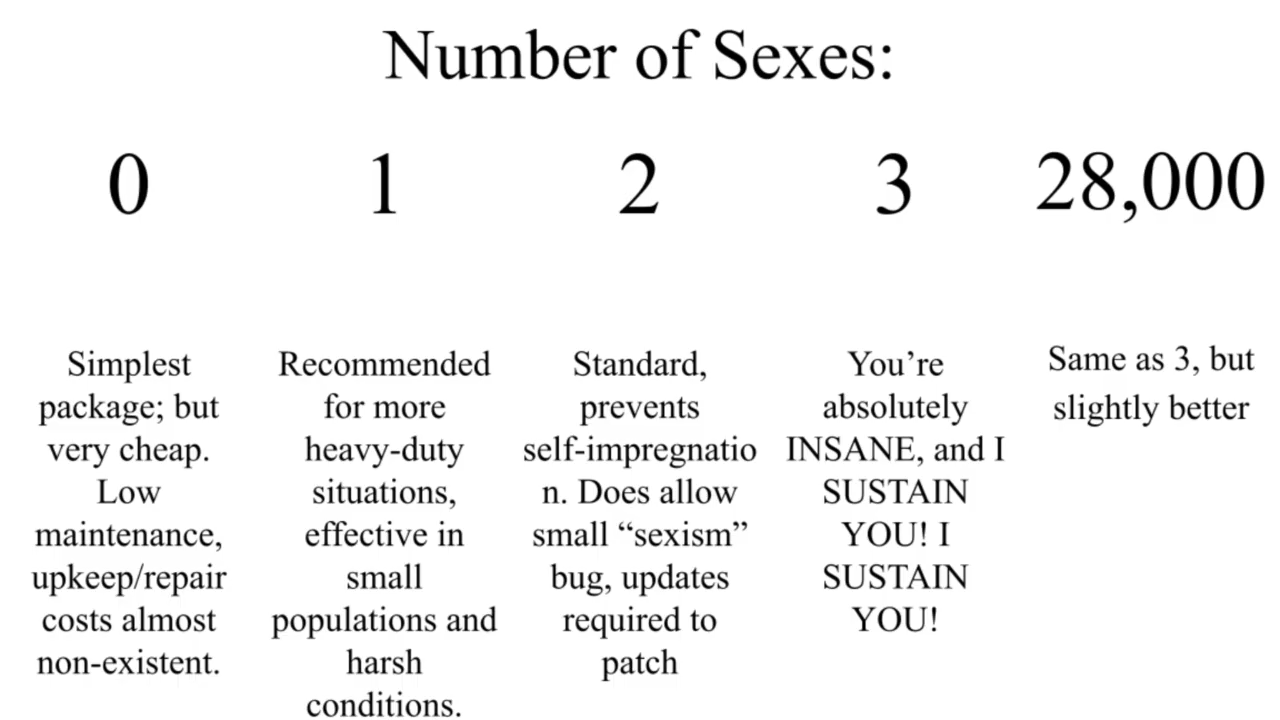 Number of Sexes:
0
1
2
3
28,000
Simplest
package; but
very cheap.
Low
maintenance,
upkeep/repair
costs almost
non-existent.
Recommended
for more
heavy-duty
situations,
effective in
small
populations and
harsh
conditions.
Standard,
prevents
self-impregnatio
n. Does allow
small “sexism”
bug, updates
required to
patch
You’re
absolutely
INSANE, and I
SUSTAIN
YOU! I
SUSTAIN
YOU!
Same as 3, but
slightly better